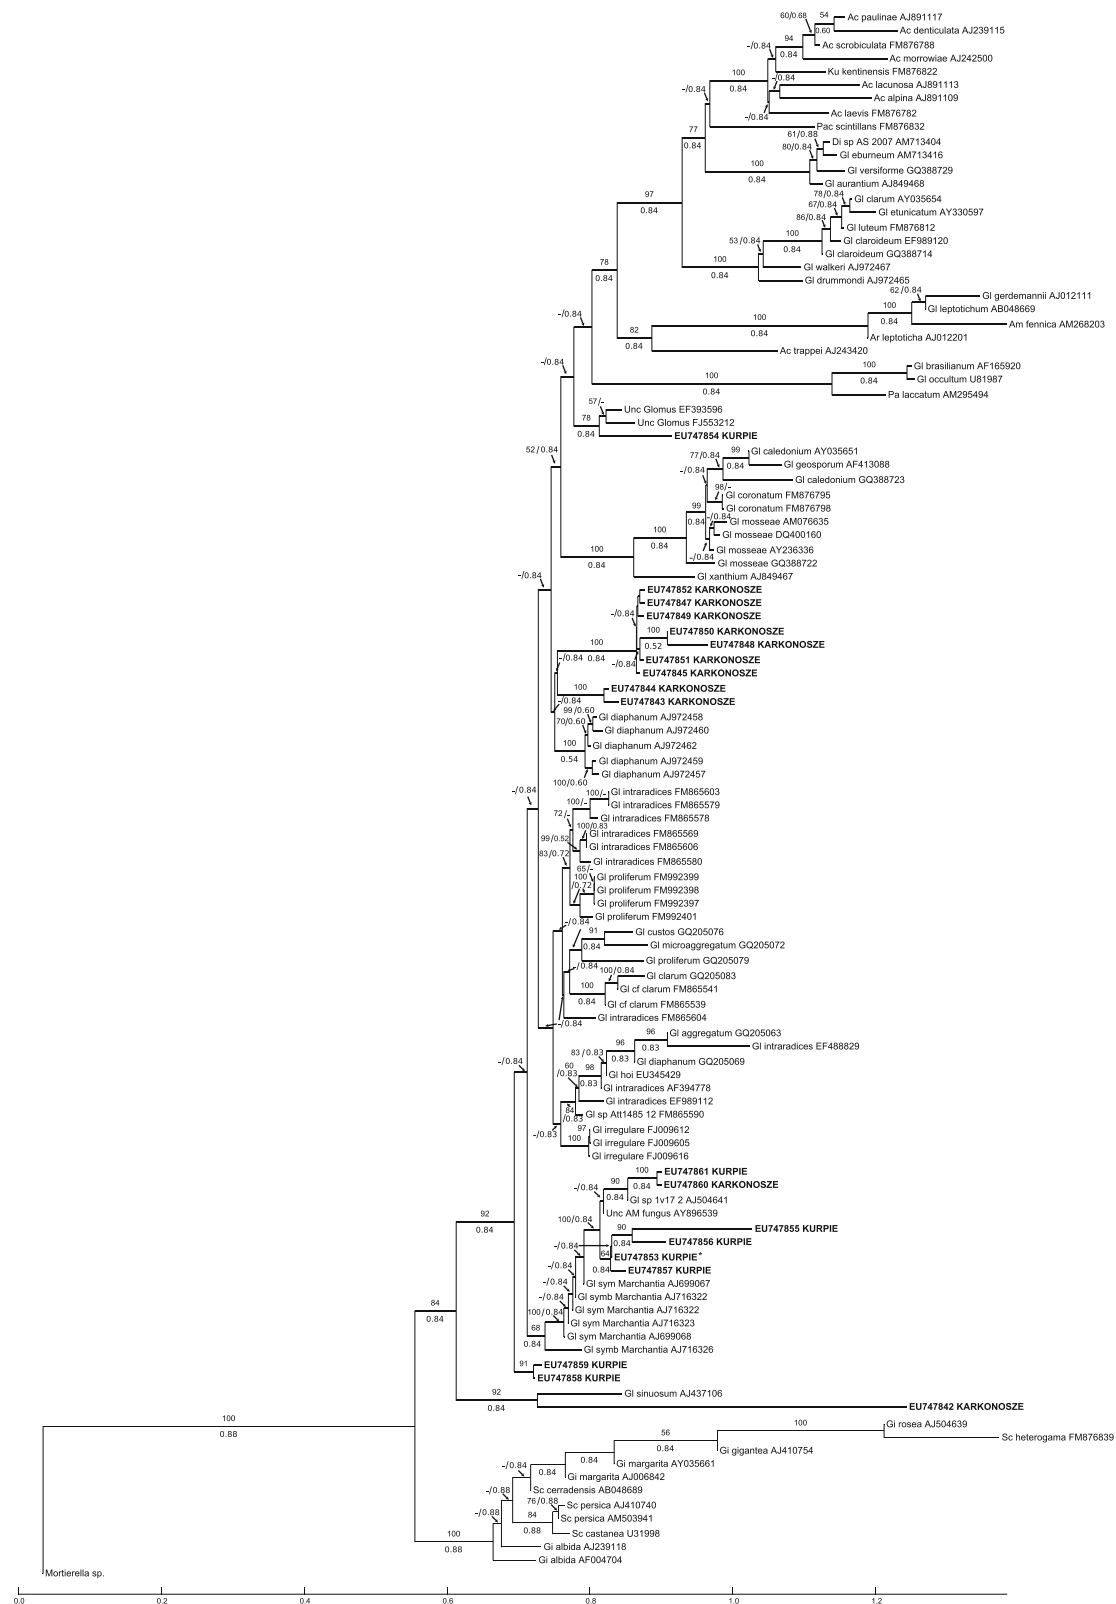 60/0.68
54
Ac paulinae AJ891117
0.60
Ac denticulata AJ239115
-/0.84
94
Ac scrobiculata FM876788
0.84
Ac morrowiae AJ242500
Ku kentinensis FM876822
100
-/0.84
-/0.84
0.84
Ac lacunosa AJ891113
Ac alpina AJ891109
-/0.84
Ac laevis FM876782
77
Pac scintillans FM876832
61/0.88
Di sp AS 2007 AM713404
0.84
80/0.84
Gl eburneum AM713416
100
Gl versiforme GQ388729
0.84
Gl aurantium AJ849468
97
78/0.84
Gl clarum AY035654
0.84
67/0.84
Gl etunicatum AY330597
86/0.84
Gl luteum FM876812
53/0.84
100
Gl claroideum EF989120
0.84
Gl claroideum GQ388714
100
Gl walkeri AJ972467
0.84
Gl drummondi AJ972465
78
0.84
62/0.84
Gl gerdemannii AJ012111
100
Gl leptotichum AB048669
-/0.84
100
0.84
Am fennica AM268203
82
0.84
Ar leptoticha AJ012201
0.84
Ac trappei AJ243420
-/0.84
100
Gl brasilianum AF165920
100
0.84
Gl occultum U81987
0.84
Pa laccatum AM295494
57/-
Unc Glomus EF393596
78
Unc Glomus FJ553212
0.84
EU747854 KURPIE
52/0.84
99
Gl caledonium AY035651
77/0.84
0.84
Gl geosporum AF413088
-/0.84
Gl caledonium GQ388723
98/-
Gl coronatum FM876795
99
Gl coronatum FM876798
0.84
-/0.84
Gl mosseae AM076635
100
Gl mosseae DQ400160
0.84
-/0.84
Gl mosseae AY236336
100
Gl mosseae GQ388722
0.84
Gl xanthium AJ849467
-/0.84
EU747852 KARKONOSZE
EU747847 KARKONOSZE
-/0.84
EU747849 KARKONOSZE
100
EU747850 KARKONOSZE
100
0.52
EU747848 KARKONOSZE
-/0.84
0.84
-/0.84
EU747851 KARKONOSZE
EU747845 KARKONOSZE
100
EU747844 KARKONOSZE
-/0.84
EU747843 KARKONOSZE
99/0.60
Gl diaphanum AJ972458
70/0.60
Gl diaphanum AJ972460
100
Gl diaphanum AJ972462
0.54
Gl diaphanum AJ972459
100/0.60
Gl diaphanum AJ972457
-/0.84
100/-
Gl intraradices FM865603
100/-
Gl intraradices FM865579
72/-
Gl intraradices FM865578
100/0.83
Gl intraradices FM865569
99/0.52
Gl intraradices FM865606
83/0.72
Gl intraradices FM865580
65/-
100
/0.72
Gl proliferum FM992399
Gl proliferum FM992398
Gl proliferum FM992397
Gl proliferum FM992401
-/0.84
91
Gl custos GQ205076
0.84
Gl microaggregatum GQ205072
-/0.84
Gl proliferum GQ205079
100/0.84
Gl clarum GQ205083
100
Gl cf clarum FM865541
0.84
Gl cf clarum FM865539
-/0.84
Gl intraradices FM865604
96
Gl aggregatum GQ205063
96
0.83
Gl intraradices EF488829
83/0.83
0.83
Gl diaphanum GQ205069
-/0.84
60
/0.83
98
Gl hoi EU345429
0.83
Gl intraradices AF394778
Gl intraradices EF989112
84
/0.83
Gl sp Att1485 12 FM865590
-/0.83
97
Gl irregulare FJ009612
100
Gl irregulare FJ009605
Gl irregulare FJ009616
100
EU747861 KURPIE
-/0.84
90
0.84
EU747860 KARKONOSZE
0.84
Gl sp 1v17 2 AJ504641
Unc AM fungus AY896539
92
100/0.84
90
EU747855 KURPIE
0.84
-/0.84
0.84
EU747856 KURPIE
64
EU747853 KURPIE*
-/0.84
0.84
EU747857 KURPIE
-/0.84
Gl sym Marchantia AJ699067
-/0.84
Gl symb Marchantia AJ716322
84
100/0.84
Gl sym Marchantia AJ716322
0.84
Gl sym Marchantia AJ716323
68
Gl sym Marchantia AJ699068
0.84
Gl symb Marchantia AJ716326
91
EU747859 KURPIE
EU747858 KURPIE
92
Gl sinuosum AJ437106
0.84
EU747842 KARKONOSZE
100
0.88
100
Gi rosea AJ504639
56
Sc heterogama FM876839
0.84
Gi gigantea AJ410754
0.84
Gi margarita AY035661
-/0.84
0.84
Gi margarita AJ006842
-/0.88
Sc cerradensis AB048689
76/0.88
Sc persica AJ410740
-/0.88
84
Sc persica AM503941
0.88
Sc castanea U31998
100
Gi albida AJ239118
0.88
Gi albida AF004704
Mortierella sp.
0.0
0.2
0.4
0.6
0.8
1.0
1.2